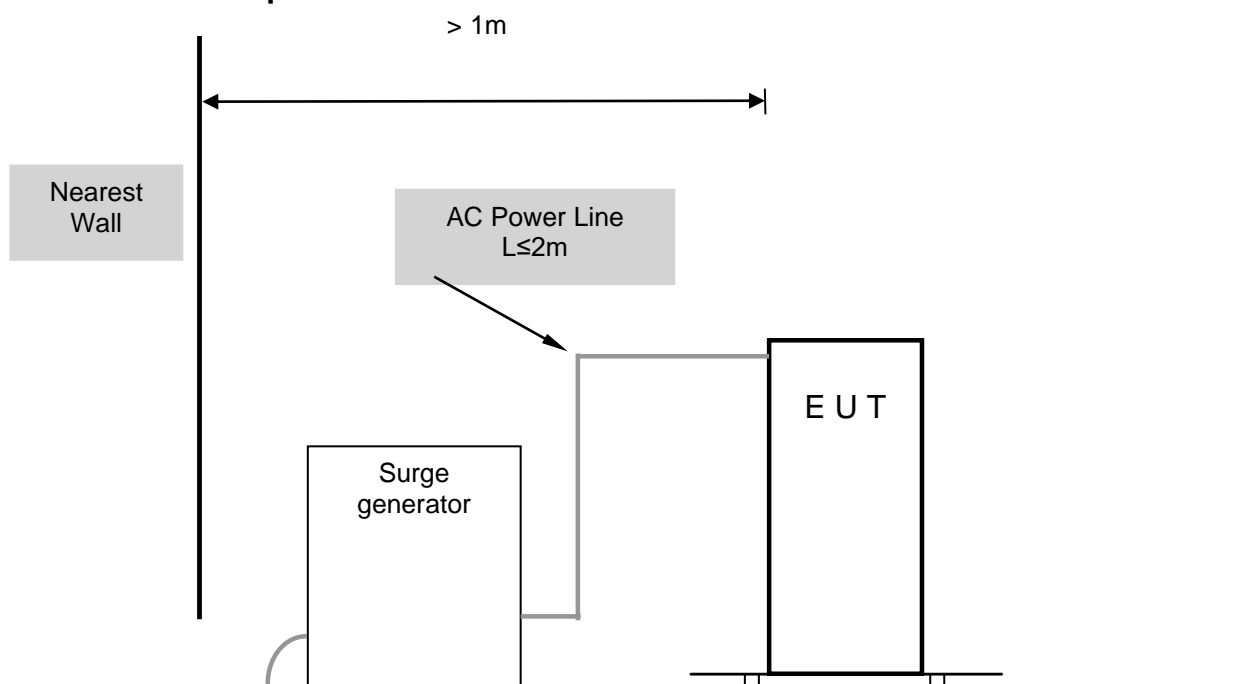 > 1m
Nearest
Wall
AC Power Line
L≤2m
E U T
Surge
generator